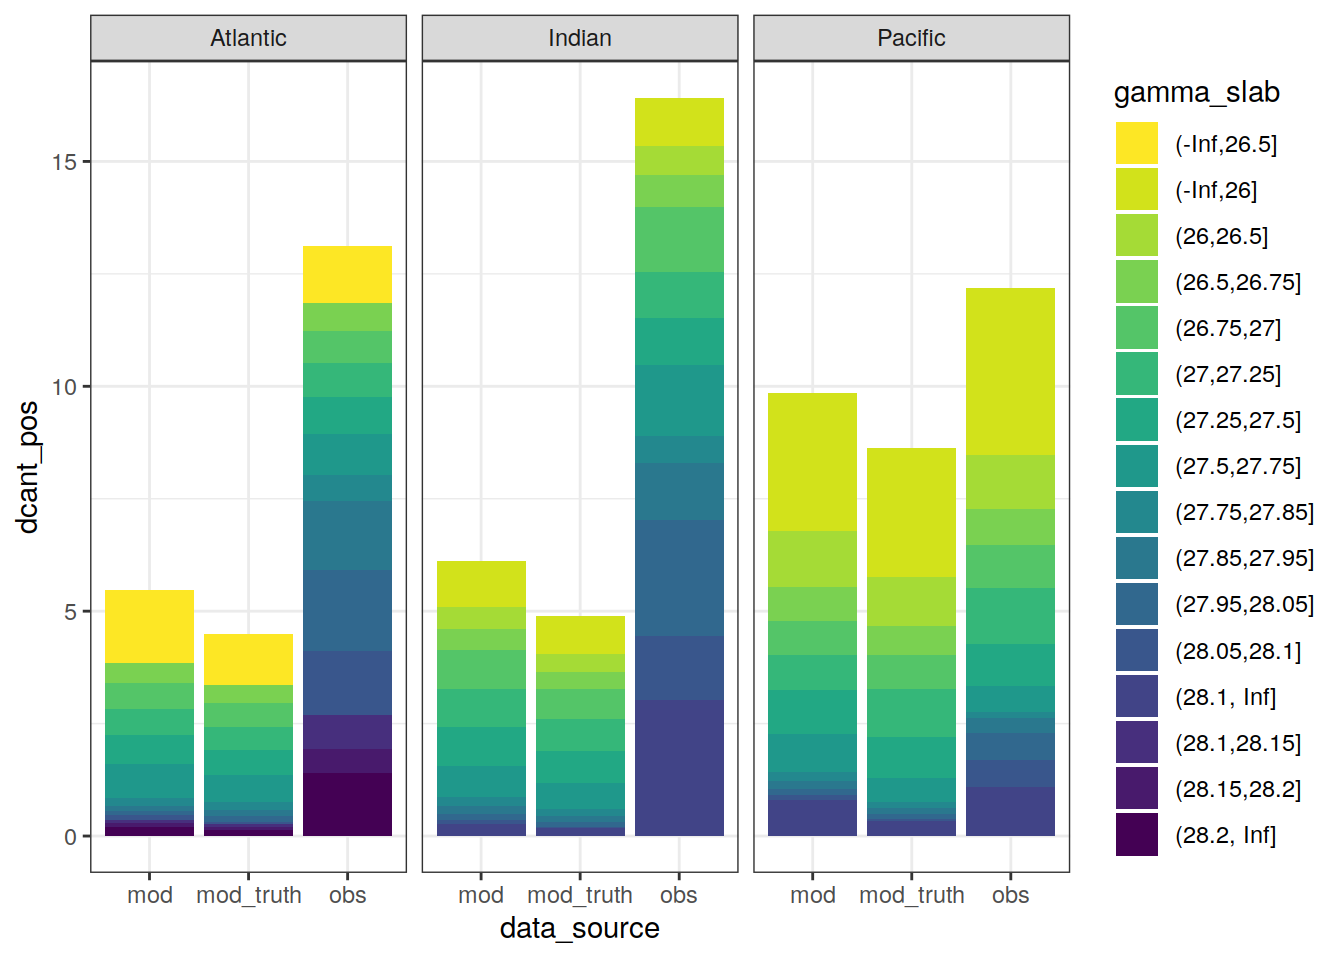 Atlantic
Indian
Pacific
dcant_pos
15
10
5
0
mod
mod_truth
obs
mod
mod_truth
obs
mod
mod_truth
obs
data_source
gamma_slab
(-Inf,26.5]
(-Inf,26]
(26,26.5]
(26.5,26.75]
(26.75,27]
(27,27.25]
(27.25,27.5]
(27.5,27.75]
(27.75,27.85]
(27.85,27.95]
(27.95,28.05]
(28.05,28.1]
(28.1, Inf]
(28.1,28.15]
(28.15,28.2]
(28.2, Inf]